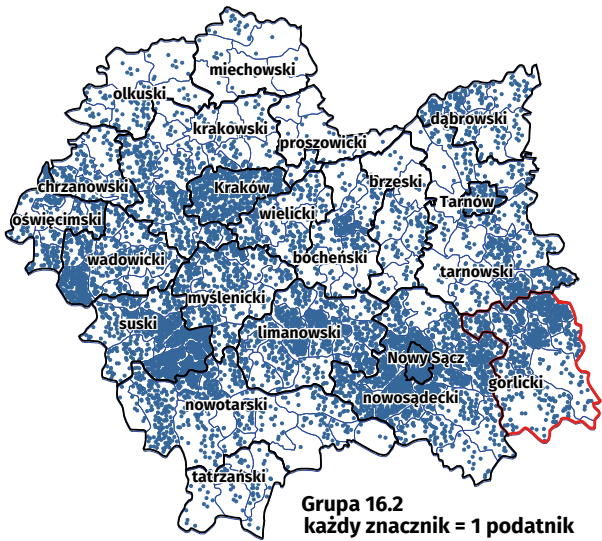 miechowski
olkuski
dąbrowski
krakowski
proszowicki
chrzanowski
Kraków
brzeski
Tarnów
oświęcimski
wielicki
wadowicki
bocheński
tarnowski
myślenicki
suski
limanowski
Nowy Sącz
gorlicki
nowosądecki
nowotarski
tatrzański
Grupa 16.2
każdy znacznik = 1 podatnik